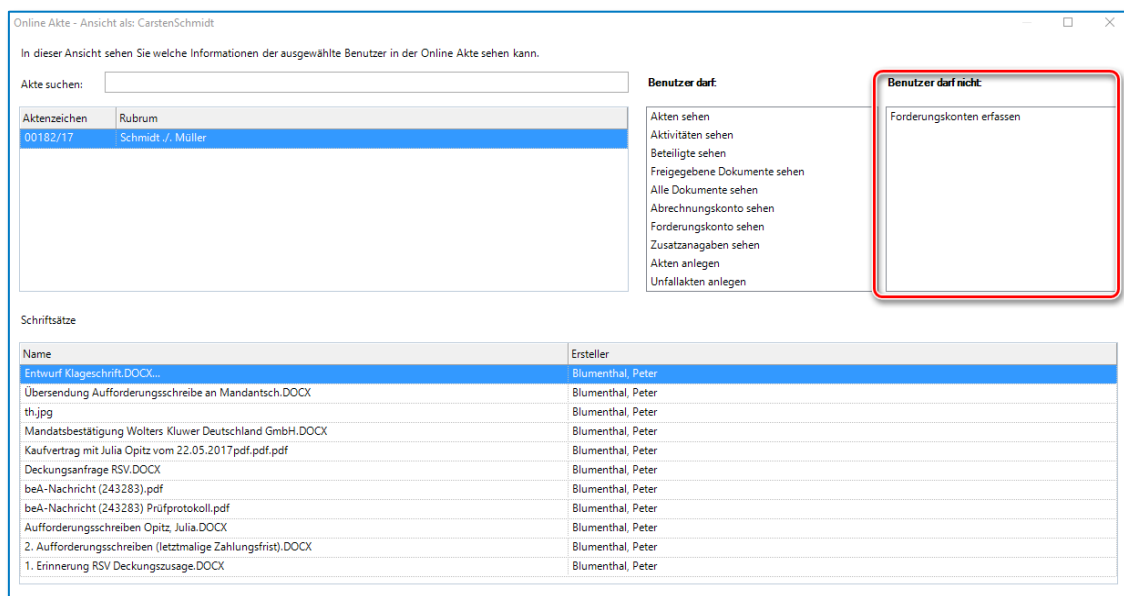 Online Akte - Ansicht als: CarstenSchmidt
In dieser Ansicht sehen Sie welche Informationen der ausgewählte Benutzer in der Online Akte sehen kann.
Akte suchen:
Aktenzeichen Rubrum
00182/17 Schmidt ./. Müller
Benutzer darf:
Akten sehen
Aktivitäten sehen
Beteiligte sehen
Freigegebene Dokumente sehen
Alle Dokumente sehen
Abrechnungskonto sehen
Forderungskonto sehen
Zusatzanagaben sehen
Akten anlegen
Unfallakten anlegen
Benutzer darf nicht:
Forderungskonten erfassen
Schriftsätze
Name Ersteller
Entwurf Klageschrift.DOCX... Blumenthal, Peter
Übersendung Aufforderungsschreibe an Mandantsch.DOCX Blumenthal, Peter
th.jpg Blumenthal, Peter
Mandatsbestätigung Wolters Kluwer Deutschland GmbH.DOCX Blumenthal, Peter
Kaufvertrag mit Julia Opitz vom 22.05.2017pdf.pdf.pdf Blumenthal, Peter
Deckungsanfrage RSV.DOCX Blumenthal, Peter
beA-Nachricht (243283).pdf Blumenthal, Peter
beA-Nachricht (243283) Prüfprotokoll.pdf Blumenthal, Peter
Aufforderungsschreiben Opitz, Julia.DOCX Blumenthal, Peter
2. Aufforderungsschreiben (letztmalige Zahlungsfrist).DOCX Blumenthal, Peter
1. Erinnerung RSV Deckungszusage.DOCX Blumenthal, Peter